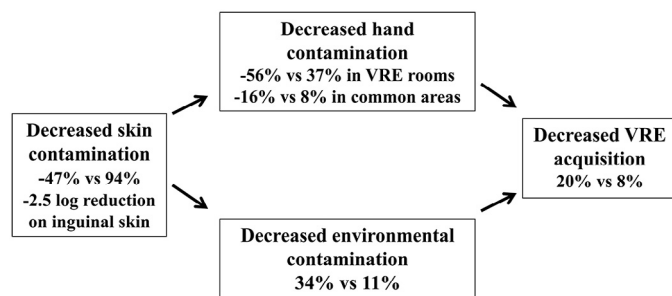 Decreased skin
contamination
-47% vs 94%
-2.5 log reduction
on inguinal skin
Decreased hand
contamination
-56% vs 37% in VRE rooms
-16% vs 8% in common areas
Decreased environmental
contamination
34% vs 11%
Decreased VRE
acquisition
20% vs 8%